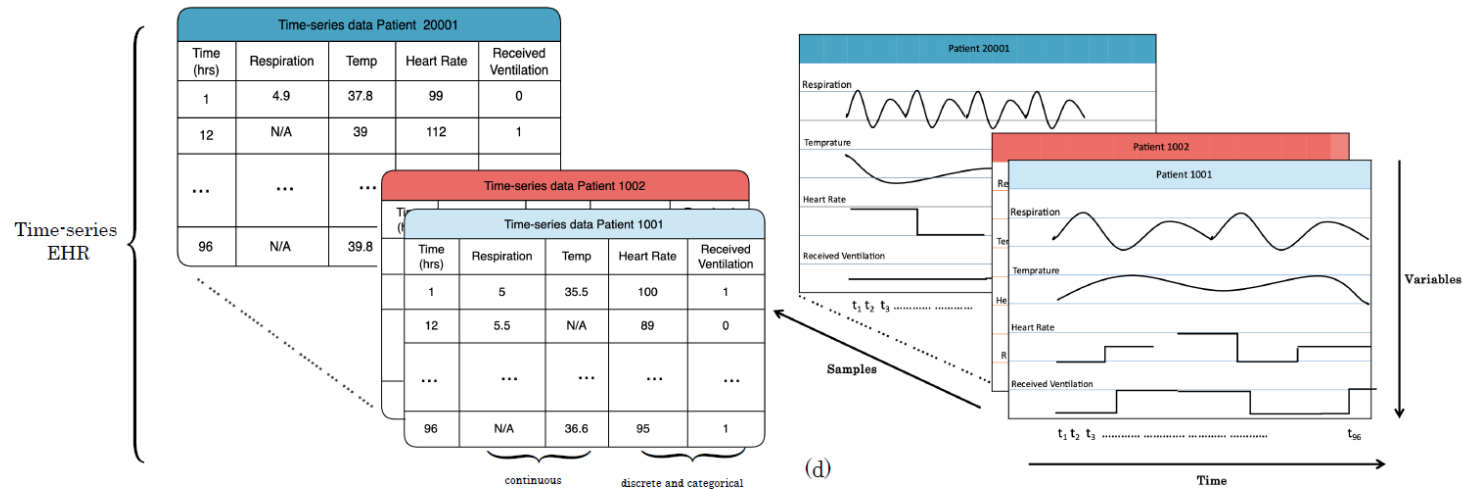 Time-series
EHR
Time-series data Patient 20001
Time (hrs) Respiration Temp Heart Rate Received Ventilation
1 4.9 37.8 99 0
12 N/A 39 112 1
... ... ...
96 N/A 39.8
Time-series data Patient 1002
Time-series data Patient 1001
Time (hrs) Respiration Temp Heart Rate Received Ventilation
1 5 35.5 100 1
12 5.5 N/A 89 0
... ... ... ... ...
96 N/A 36.6 95 1
continuous
discrete and categorical
(d)
Patient 20001
Respiration
Temprature
Heart Rate
Received Ventilation
t1 t2 t3 ........... ...........
Patient 1002
Re
Te
He
R
Patient 1001
Respiration
Temprature
Heart Rate
Received Ventilation
t1 t2 t3 ........... ........... ........... ........... t96
Samples
Variables
Time